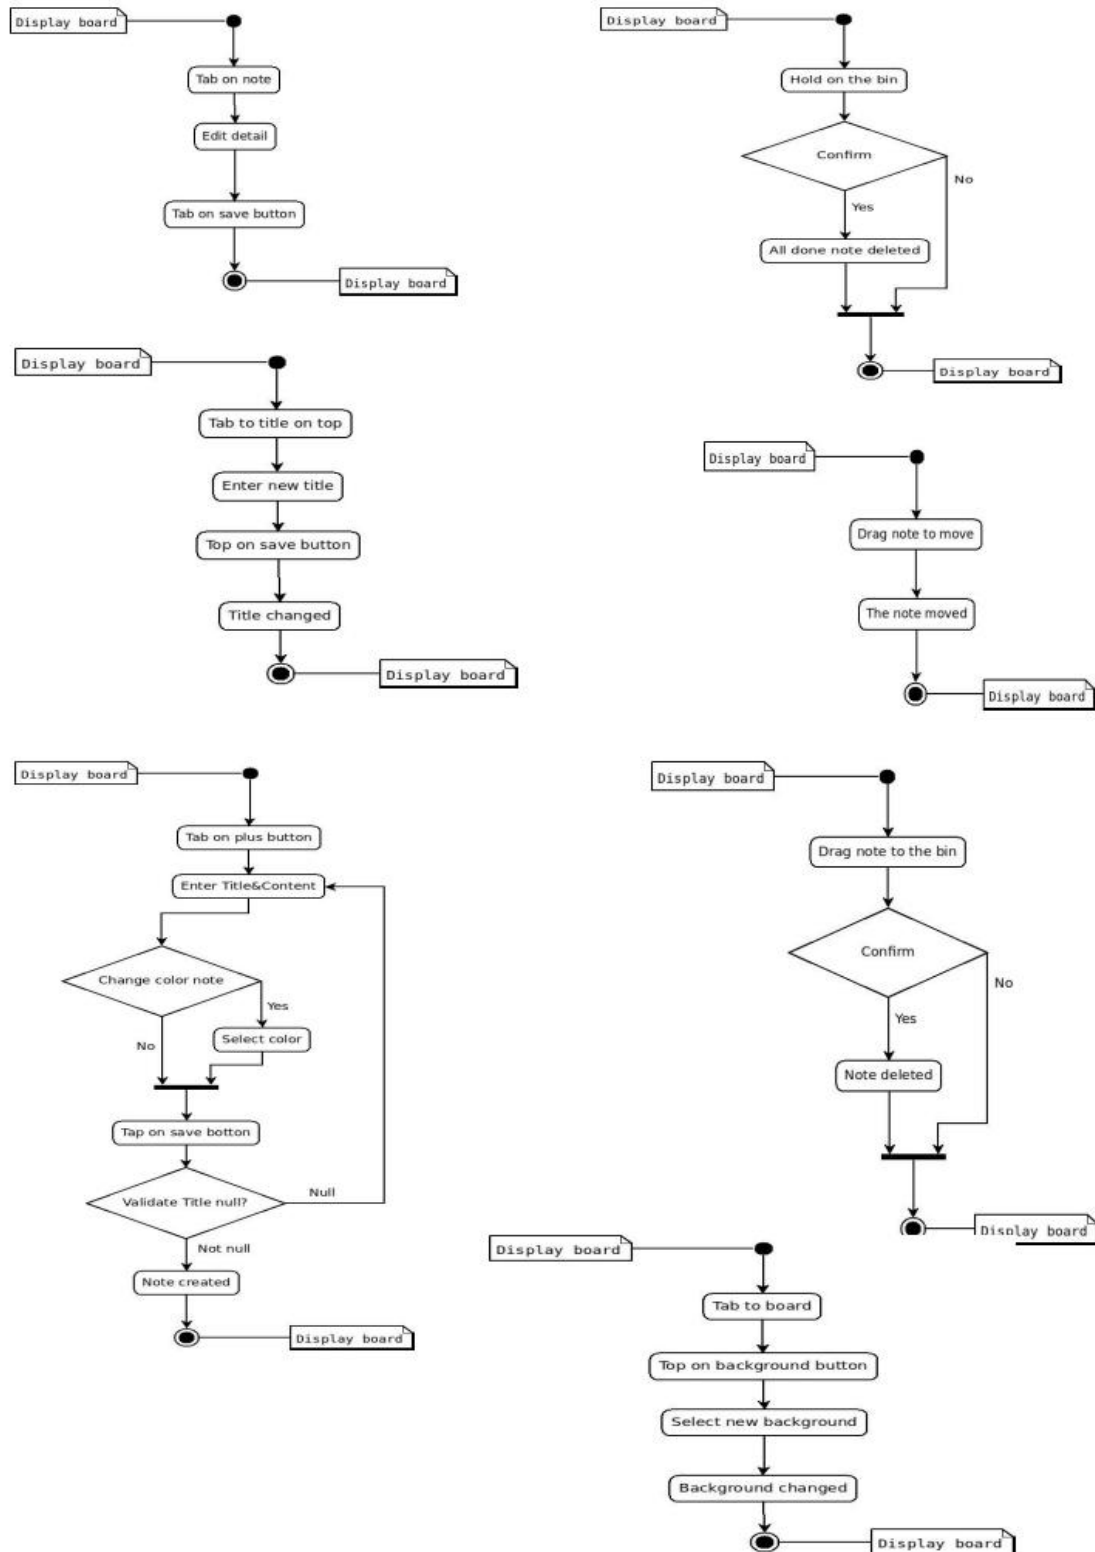 Display board
Tab on note
Edit detail
Tab on save button
Display board
Display board
Hold on the bin
Confirm
No
Yes
All done note deleted
Display board
Display board
Tab to title on top
Enter new title
Top on save button
Title changed
Display board
Display board
Drag note to move
The note moved
Display board
Display board
Tab on plus button
Enter Title&Content
Change color note
Yes
No
Select color
Tap on save botton
Validate Title null?
Null
Not null
Note created
Display board
Display board
Drag note to the bin
Confirm
No
Yes
Note deleted
Display board
Display board
Tab to board
Top on background button
Select new background
Background changed
Display board